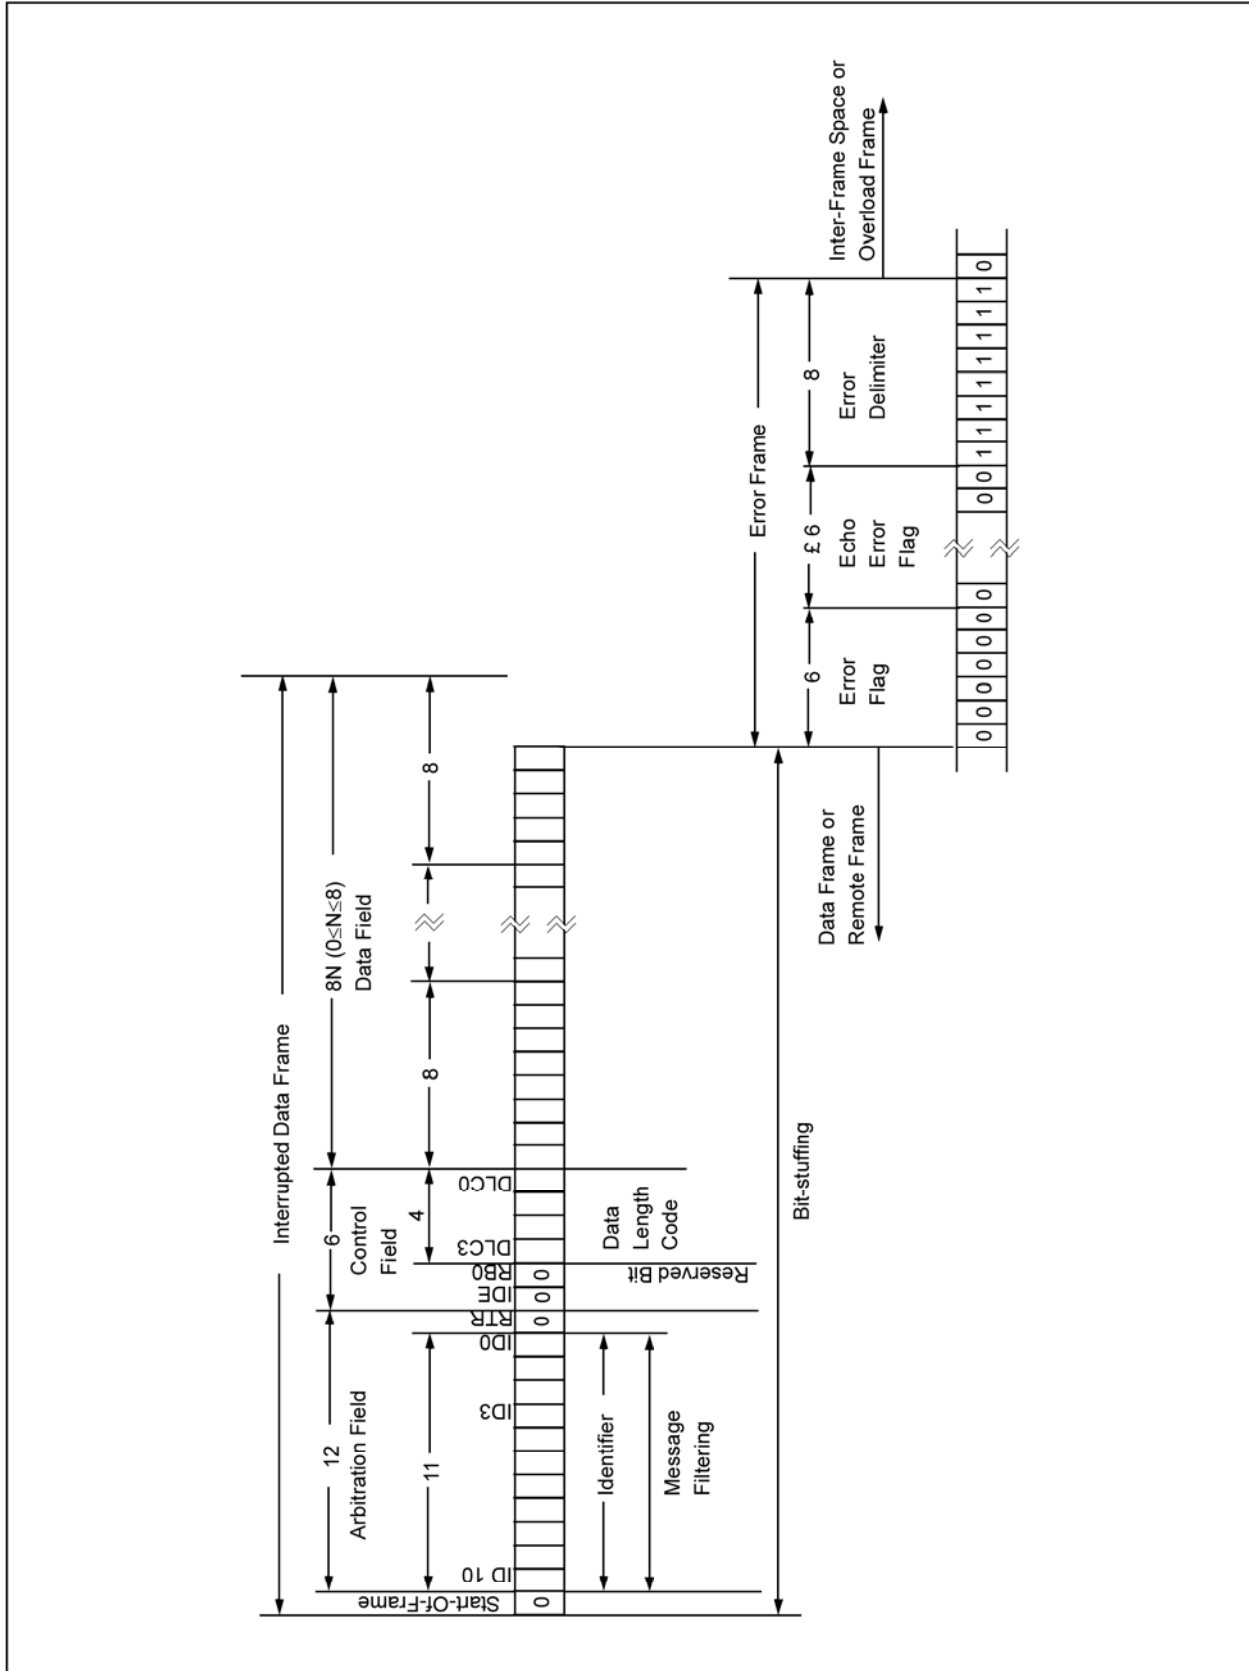 Interrupted Data Frame
12
Arbitration Field
6
Control
Field
8N (0≤N≤8)
Data Field
11
4
8
8
Start-Of-Frame
ID 10
ID3
ID0
RTR
IDE
RB0
DLC3
DLC0
0
0
0
0
Identifier
Message
Filtering
Reserved Bit
Data
Length
Code
Bit-stuffing
Data Frame or
Remote Frame
Error Frame
6
Error
Flag
£ 6
Echo
Error
Flag
8
Error
Delimiter
Inter-Frame Space or
Overload Frame
0 0 0 0 0 0 0 0 0 1 1 1 1 1 1 1 1 0